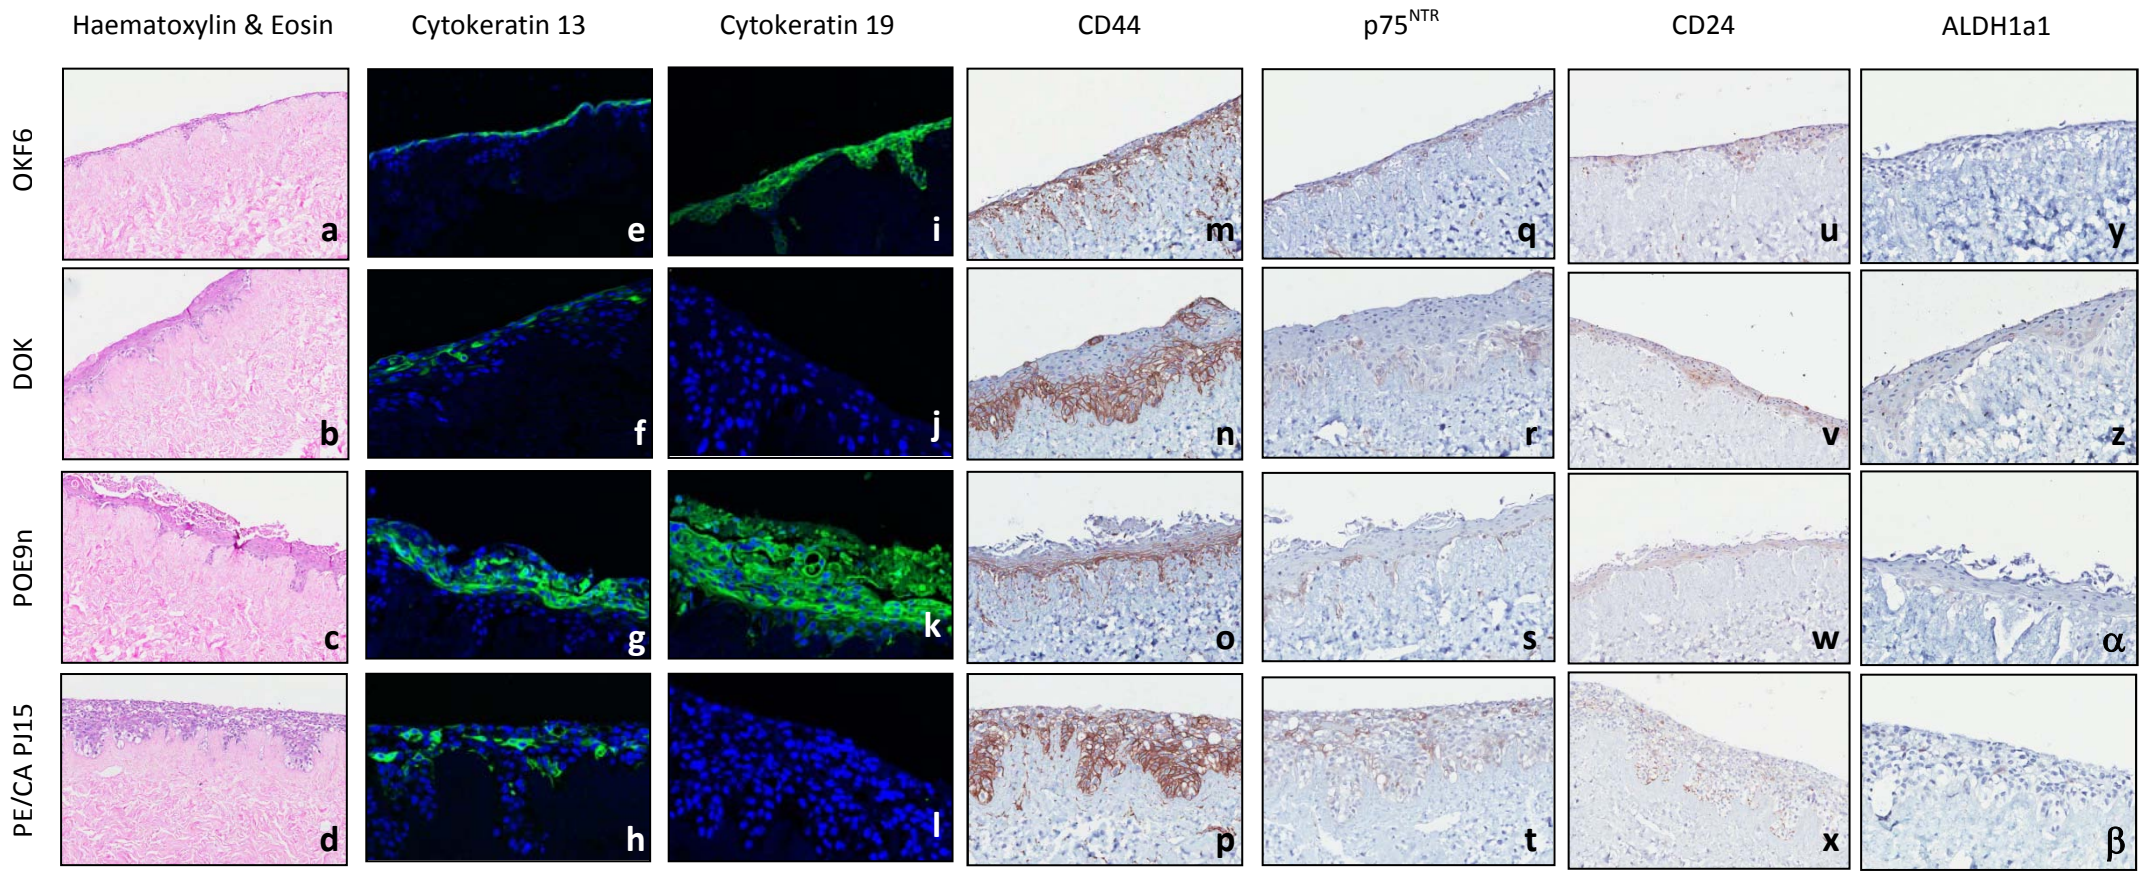 Haematoxylin & Eosin Cytokeratin 13 Cytokeratin 19 CD44 p75NTR CD24 ALDH1a1
OKF6 a e i m q u y
DOK b f j n r v z
POE9n c g k o s w α
PE/CA PJ15 d h l p t x β